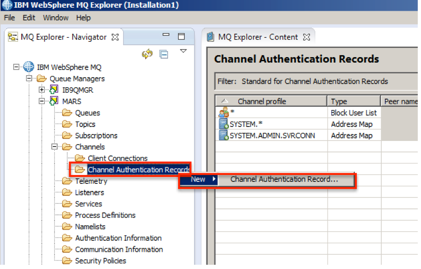 IBM WebSphere MQ Explorer (Installation1)
File Edit Window Help
MQ Explorer - Navigator
MQ Explorer - Content
IBM WebSphere MQ
Queue Managers
IB9QMGR
MARS
Queues
Topics
Subscriptions
Channels
Client Connections
Channel Authentication Record
Telemetry
Listeners
Services
Process Definitions
Namelists
Authentication Information
Communication Information
Security Policies
New
Channel Authentication Record...
Channel Authentication Records
Filter: Standard for Channel Authentication Records
Channel profile Type Peer name
* Block User List
SYSTEM.* Address Map
SYSTEM.ADMIN.SVRCONN Address Map